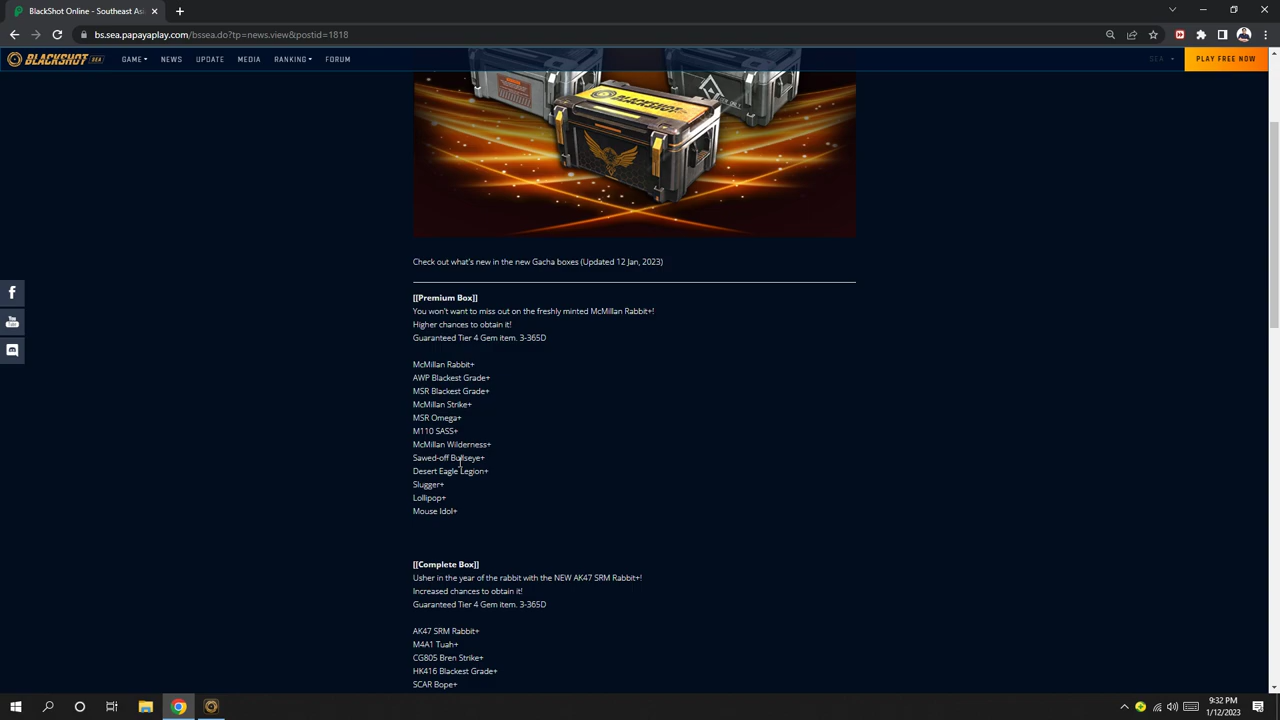 BlackShot - Southeast Asi
bs.sea.papayaplay.com/bssea.do?tp=news.view&postid=1818
BLACKSHOT SEA
GAME
NEWS
UPDATE
MEDIA
RANKING
FORUM
SEA
PLAY FREE NOW
BLACKSHOT
Check out what's new in the new Gacha boxes (Updated 12 Jan, 2023)
[[Premium Box]]
You won't want to miss out on the freshly minted McMillan Rabbit+!
Higher chances to obtain it!
Guaranteed Tier 4 Gem item. 3-365D
McMillan Rabbit+
AWP Blackest Grade+
MSR Blackest Grade+
McMillan Strike+
MSR Omega+
M110 SASS+
McMillan Wilderness+
Sawed-off Bullseye+
Desert Eagle Legion+
Slugger+
Lollipop+
Mouse Idol+
[[Complete Box]]
Usher in the year of the rabbit with the NEW AK47 SRM Rabbit+!
Increased chances to obtain it!
Guaranteed Tier 4 Gem item. 3-365D
AK47 SRM Rabbit+
M4A1 Tuah+
CG805 Bren Strike+
HK416 Blackest Grade+
SCAR Bope+
9:32 PM
1/12/2023